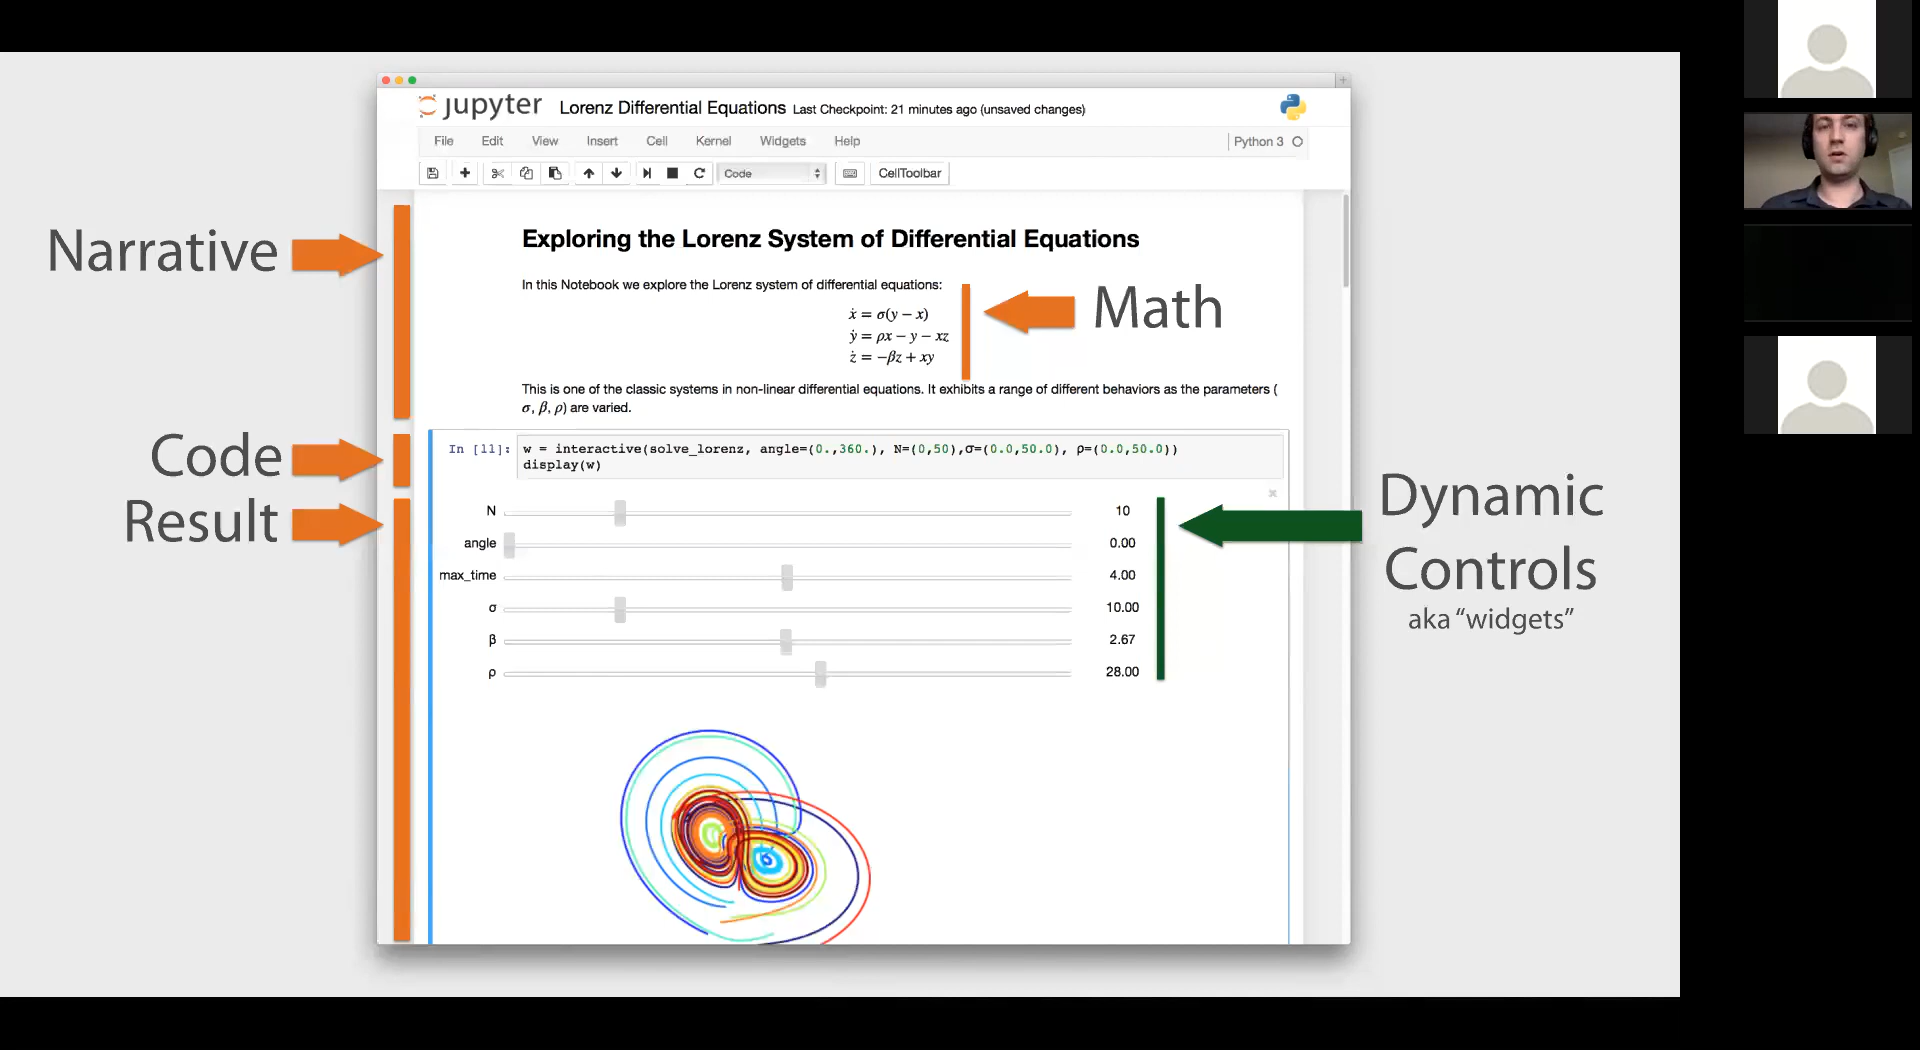 jupyter Lorenz Differential Equations Last Checkpoint: 21 minutes ago (unsaved changes)
File Edit View Insert Cell Kernel Widgets Help Python 3
Code CellToolbar
Narrative
Exploring the Lorenz System of Differential Equations
In this Notebook we explore the Lorenz system of differential equations:
ẋ = σ(y − x)
ẏ = ρx − y − xz
ż = −βz + xy
Math
This is one of the classic systems in non-linear differential equations. It exhibits a range of different behaviors as the parameters (
σ, β, ρ) are varied.
Code
In [11]: w = interactive(solve_lorenz, angle=(0.,360.), N=(0,50),σ=(0.0,50.0), ρ=(0.0,50.0))
display(w)
Result
N 10
angle 0.00
max_time 4.00
σ 10.00
β 2.67
ρ 28.00
Dynamic
Controls
aka “widgets”